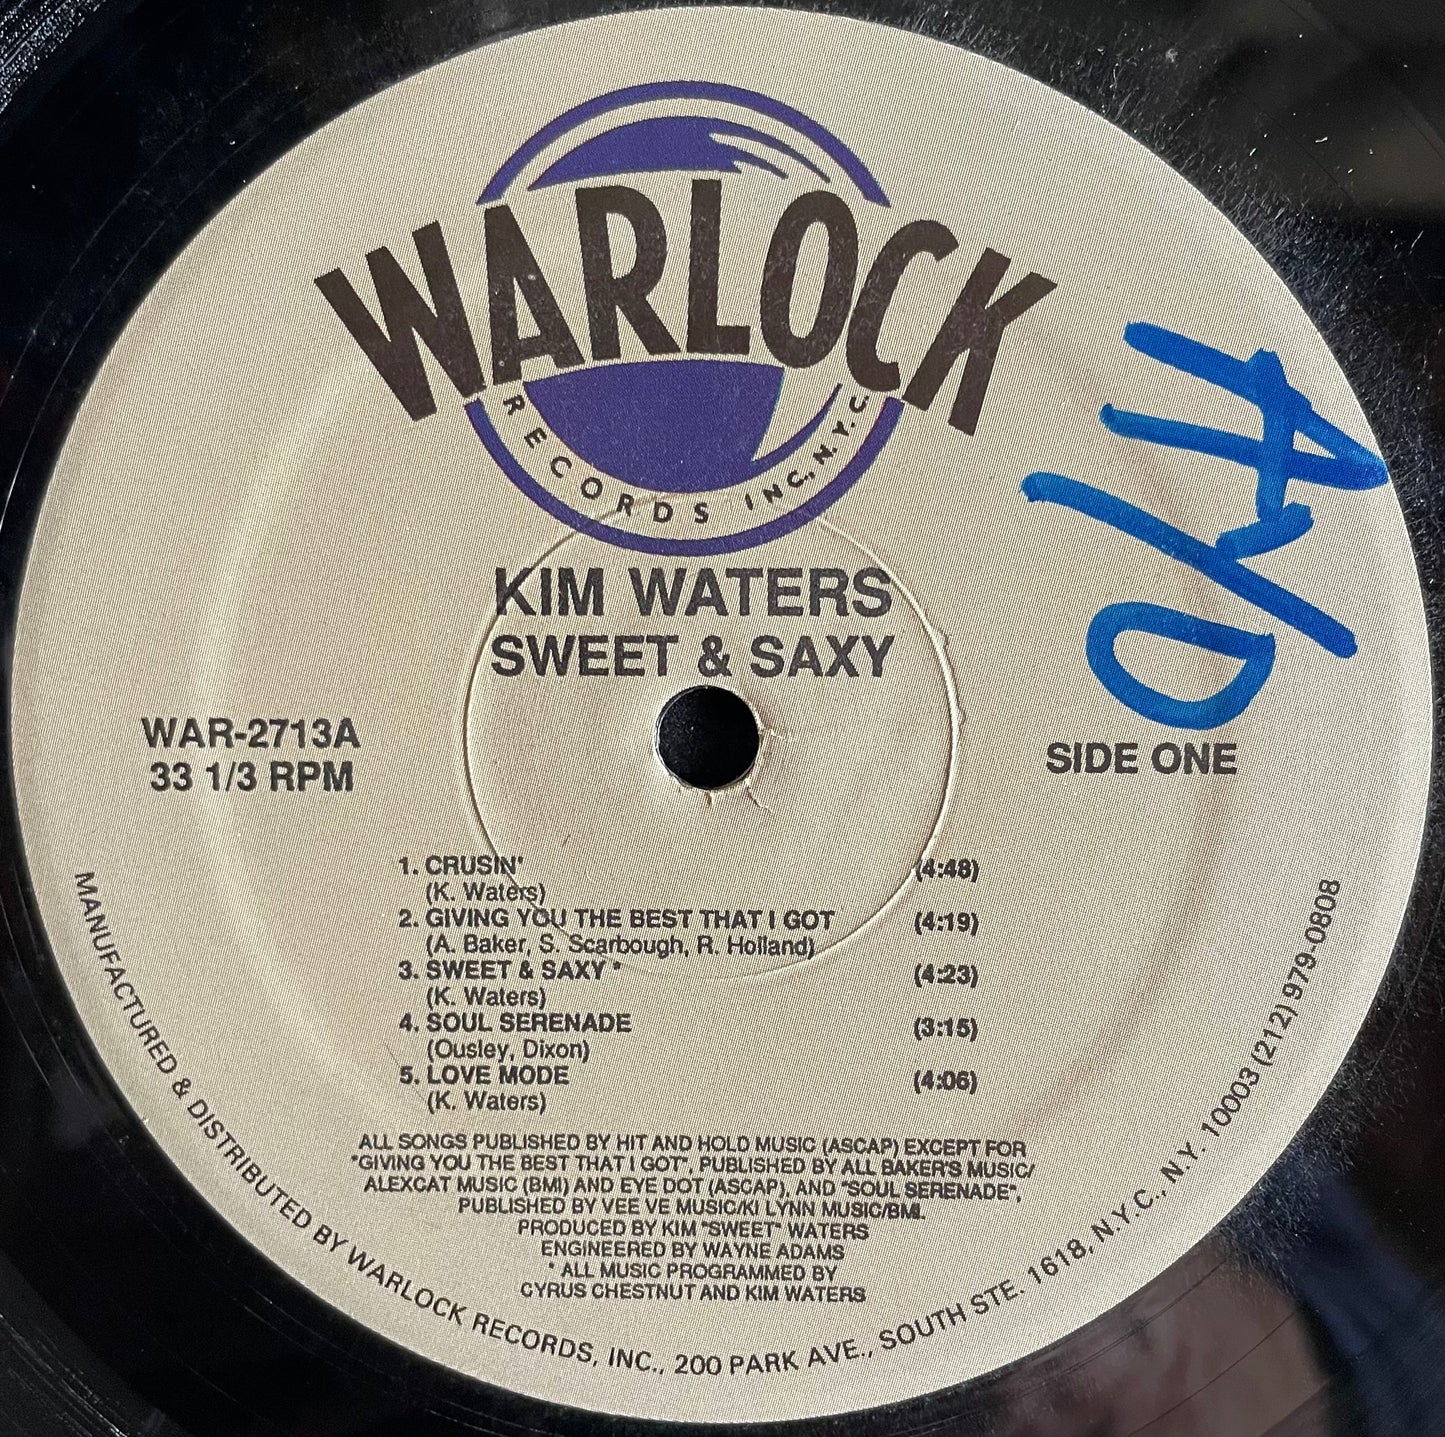 WARLOCK
RECORDS INC., N.Y.C.
A/D
KIM WATERS
SWEET & SAXY
WAR-2713A
33 1/3 RPM
SIDE ONE
1. CRUSIN' (4:48)
(K. Waters)
2. GIVING YOU THE BEST THAT I GOT (4:19)
(A. Baker, S. Scarbough, R. Holland)
3. SWEET & SAXY * (4:23)
(K. Waters)
4. SOUL SERENADE (3:15)
(Ousley, Dixon)
5. LOVE MODE (4:06)
(K. Waters)
ALL SONGS PUBLISHED BY HIT AND HOLD MUSIC (ASCAP) EXCEPT FOR
"GIVING YOU THE BEST THAT I GOT", PUBLISHED BY ALL BAKER'S MUSIC/
ALEXCAT MUSIC (BMI) AND EYE DOT (ASCAP), AND "SOUL SERENADE",
PUBLISHED BY VEE VE MUSIC/KI LYNN MUSIC/BMI.
PRODUCED BY KIM "SWEET" WATERS
ENGINEERED BY WAYNE ADAMS
* ALL MUSIC PROGRAMMED BY
CYRUS CHESTNUT AND KIM WATERS
MANUFACTURED & DISTRIBUTED BY WARLOCK RECORDS, INC., 200 PARK AVE., SOUTH STE. 1618, N.Y.C., N.Y. 10003 (212) 979-0808